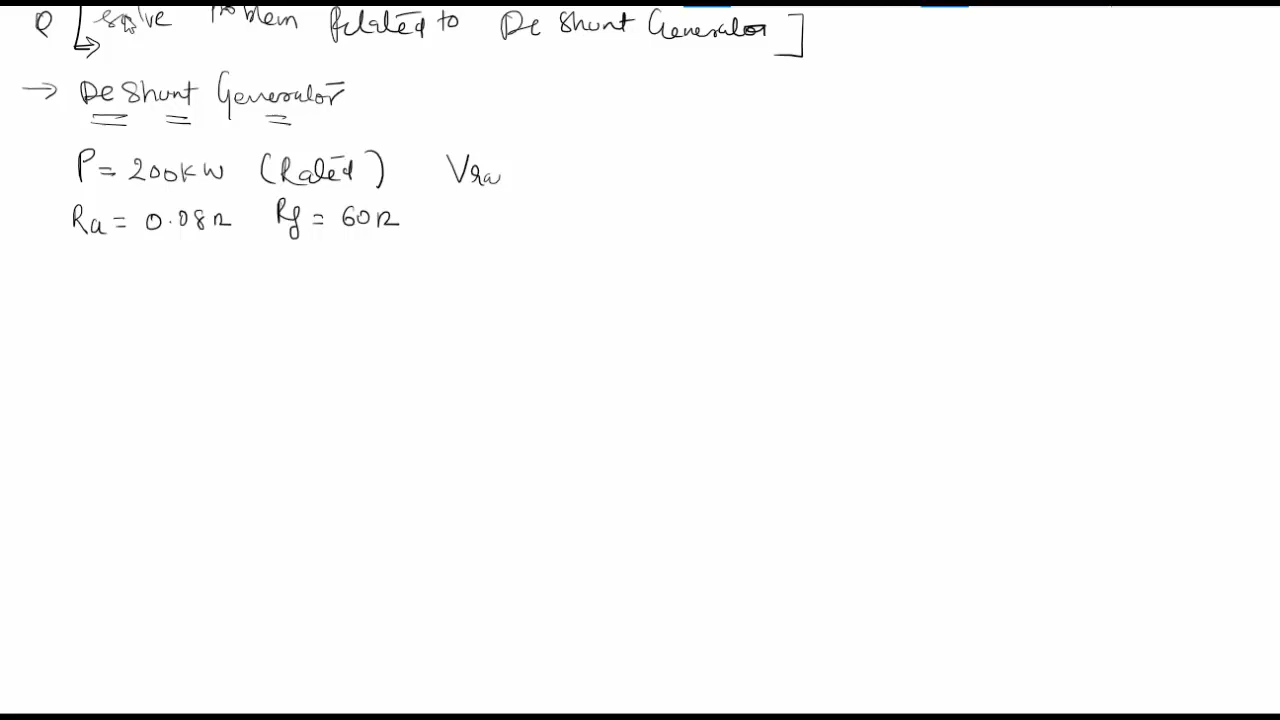 Q [solve Problem Related to Dc Shunt Generator]
→ Dc Shunt Generator
P = 200kW (Rated) Vra
Ra = 0.08Ω Rf = 60Ω